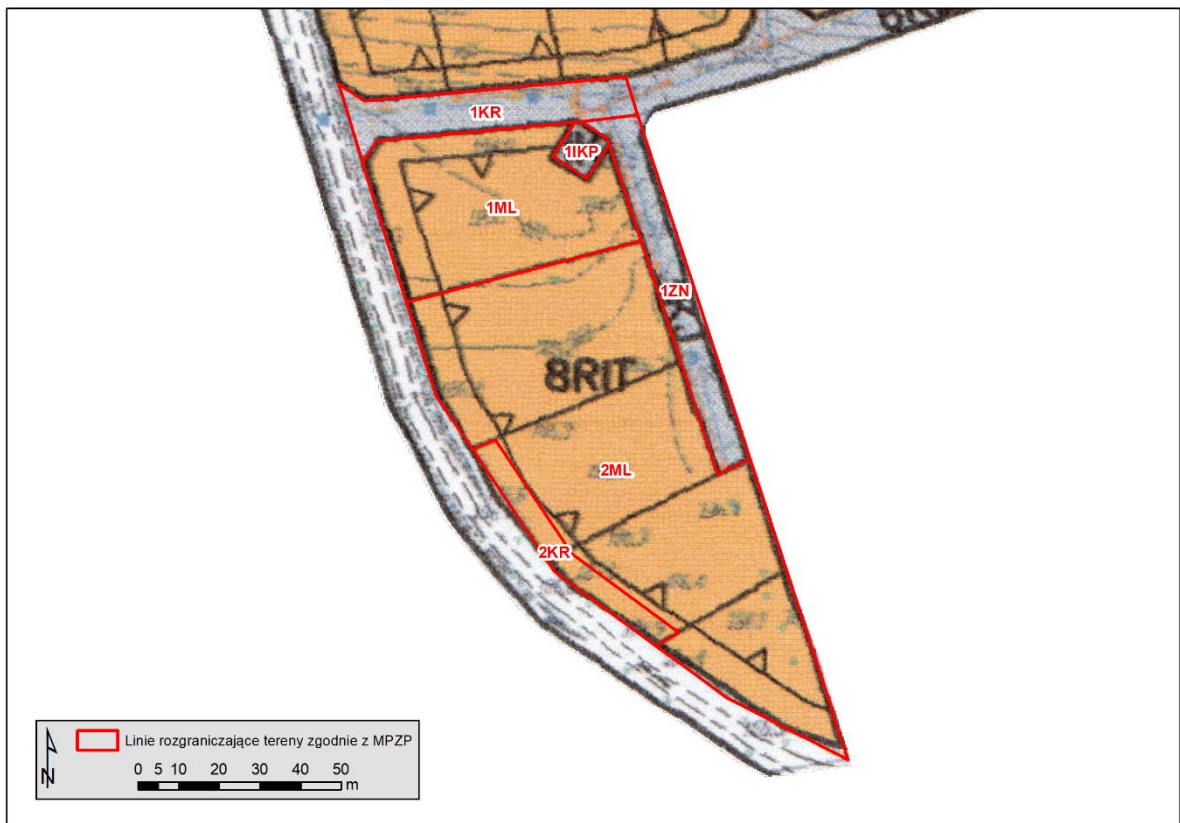 1KR
1IKP
1ML
1ZN
8RIT
2ML
2KR
Linie rozgraniczające tereny zgodnie z MPZP
N
0 5 10 20 30 40 50
m